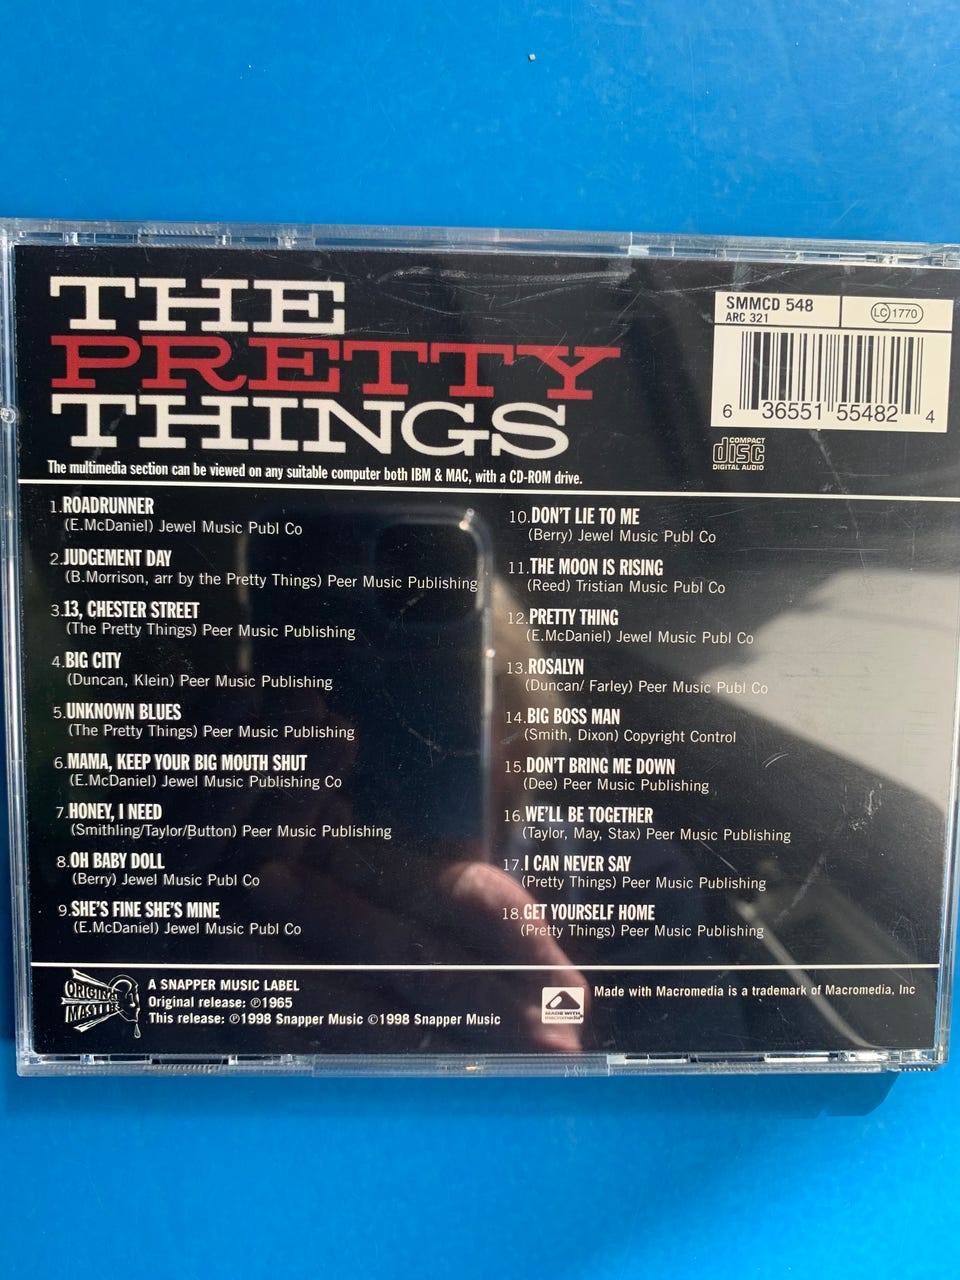 THE
PRETTY
THINGS
The multimedia section can be viewed on any suitable computer both IBM & MAC, with a CD-ROM drive.
SMMCD 548
ARC 321
LC 1770
6 36551 55482 4
COMPACT
disc
DIGITAL AUDIO
1.ROADRUNNER
(E.McDaniel) Jewel Music Publ Co
2.JUDGEMENT DAY
(B.Morrison, arr by the Pretty Things) Peer Music Publishing
3.13, CHESTER STREET
(The Pretty Things) Peer Music Publishing
4.BIG CITY
(Duncan, Klein) Peer Music Publishing
5.UNKNOWN BLUES
(The Pretty Things) Peer Music Publishing
6.MAMA, KEEP YOUR BIG MOUTH SHUT
(E.McDaniel) Jewel Music Publishing Co
7.HONEY, I NEED
(Smithling/Taylor/Button) Peer Music Publishing
8.OH BABY DOLL
(Berry) Jewel Music Publ Co
9.SHE'S FINE SHE'S MINE
(E.McDaniel) Jewel Music Publ Co
10.DON'T LIE TO ME
(Berry) Jewel Music Publ Co
11.THE MOON IS RISING
(Reed) Tristian Music Publ Co
12.PRETTY THING
(E.McDaniel) Jewel Music Publ Co
13.ROSALYN
(Duncan/ Farley) Peer Music Publ Co
14.BIG BOSS MAN
(Smith, Dixon) Copyright Control
15.DON'T BRING ME DOWN
(Dee) Peer Music Publishing
16.WE'LL BE TOGETHER
(Taylor, May, Stax) Peer Music Publishing
17.I CAN NEVER SAY
(Pretty Things) Peer Music Publishing
18.GET YOURSELF HOME
(Pretty Things) Peer Music Publishing
ORIGINAL
MASTERS
A SNAPPER MUSIC LABEL
Original release: ℗1965
This release: ℗1998 Snapper Music ©1998 Snapper Music
MADE WITH
macromedia
Made with Macromedia is a trademark of Macromedia, Inc